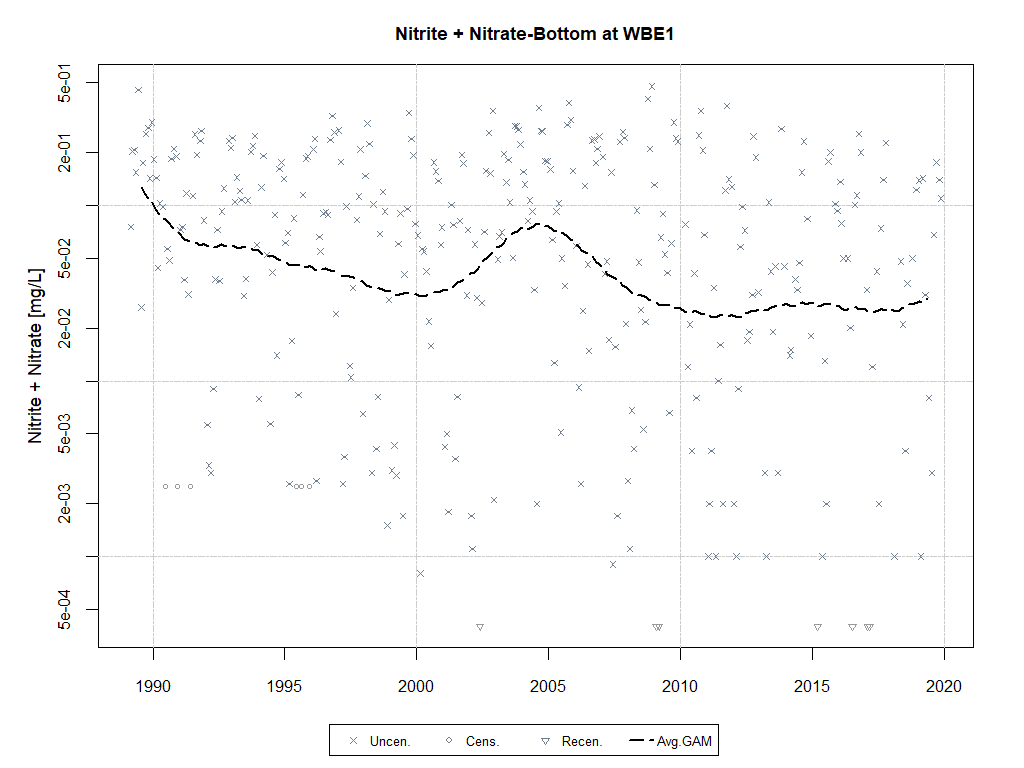 Nitrite + Nitrate-Bottom at WBE1
Nitrite + Nitrate [mg/L]
5e-01
2e-01
5e-02
2e-02
5e-03
2e-03
5e-04
1990 1995 2000 2005 2010 2015 2020
Uncen. Cens. Recen. Avg.GAM